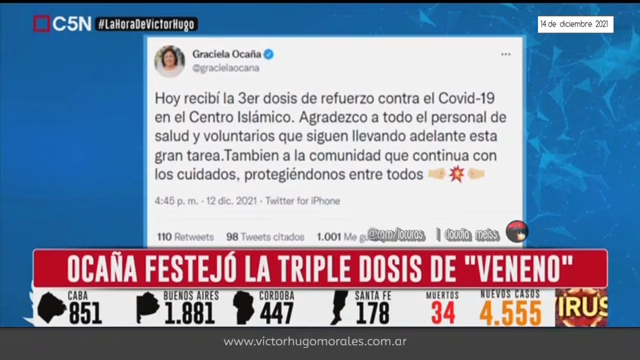 C5N
#LaHoraDeVictorHugo
14 de diciembre 2021
Graciela Ocaña
@gracielaocana
Hoy recibí la 3er dosis de refuerzo contra el Covid-19
en el Centro Islámico. Agradezco a todo el personal de
salud y voluntarios que siguen llevando adelante esta
gran tarea.Tambien a la comunidad que continua con
los cuidados, protegiéndonos entre todos
4:45 p. m. · 12 dic. 2021 · Twitter for iPhone
110 Retweets 98 Tweets citados 1.001 Me
claudia
OCAÑA FESTEJÓ LA TRIPLE DOSIS DE "VENENO"
CABA 851
BUENOS AIRES 1.881
CORDOBA 447
SANTA FE 178
MUERTOS 34
NUEVOS CASOS 4.555
VIRUS
www.victorhugomorales.com.ar